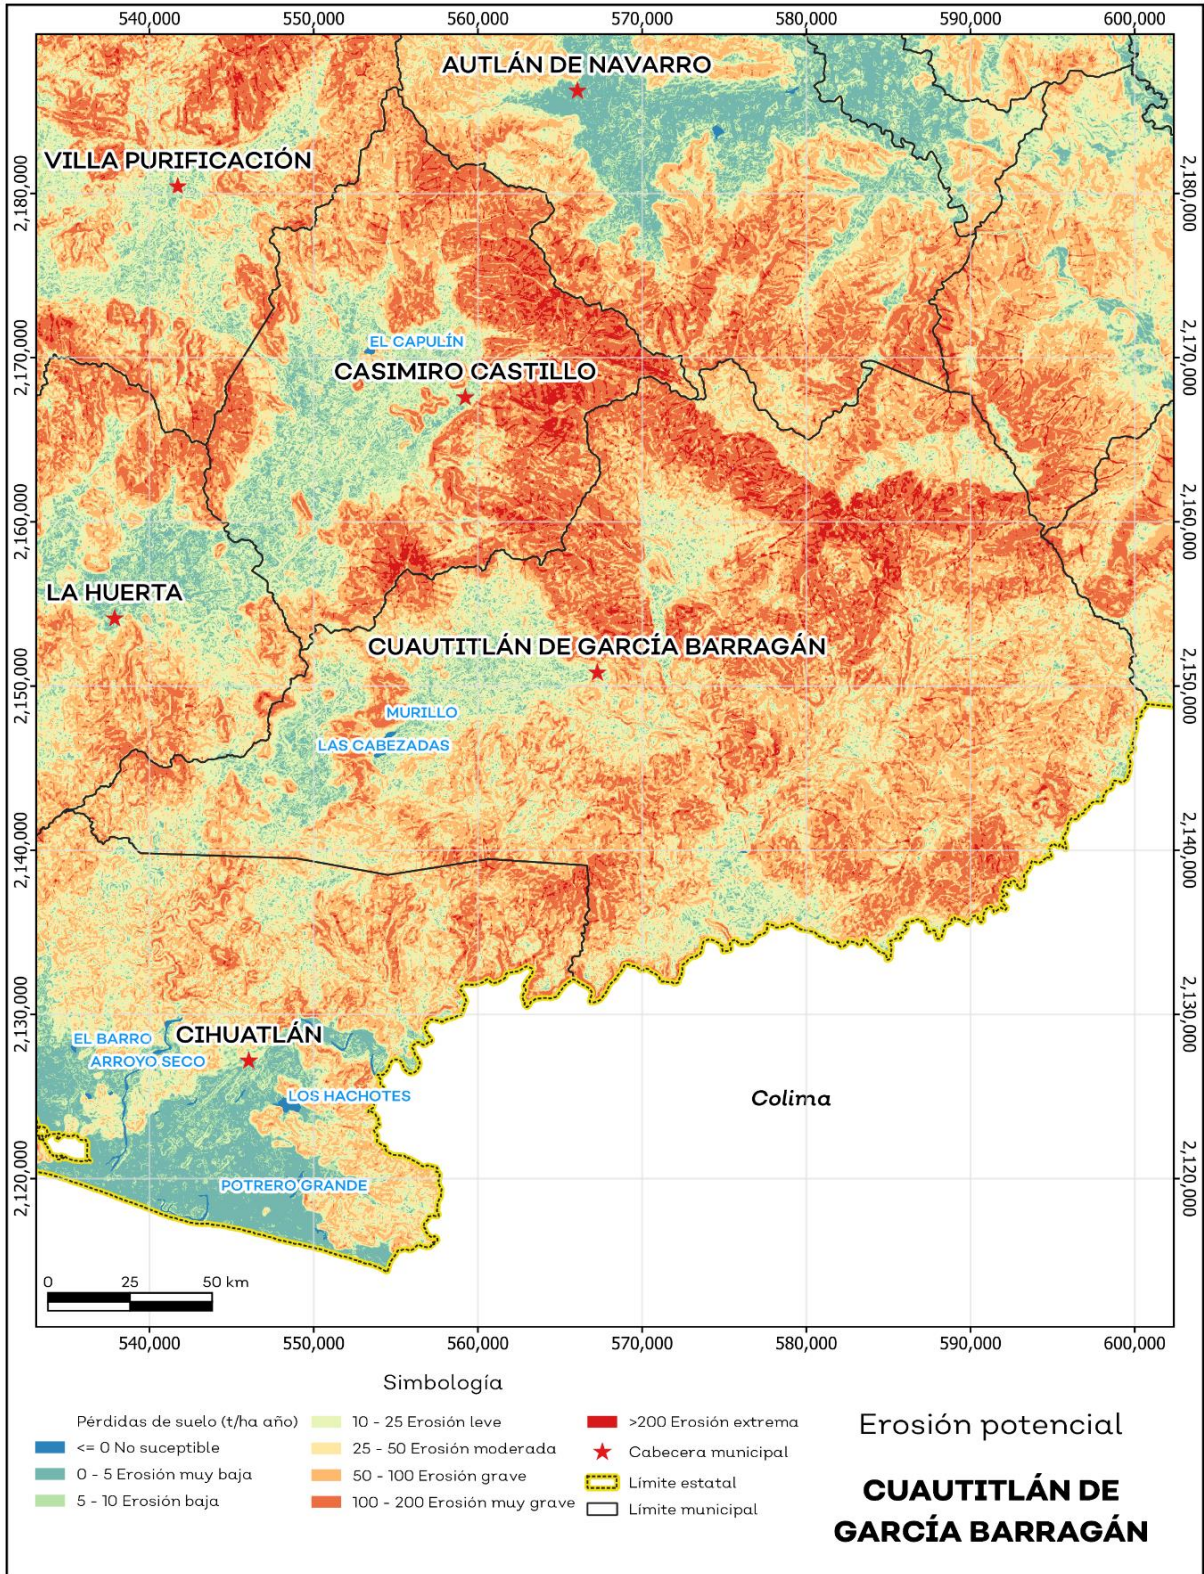 540,000 550,000 560,000 570,000 580,000 590,000 600,000
AUTLÁN DE NAVARRO
VILLA PURIFICACIÓN
2,180,000 2,180,000
EL CAPULÍN
2,170,000 2,170,000
CASIMIRO CASTILLO
2,160,000 2,160,000
LA HUERTA
CUAUTITLÁN DE GARCÍA BARRAGÁN
2,150,000 2,150,000
MURILLO
LAS CABEZADAS
2,140,000 2,140,000
2,130,000 2,130,000
CIHUATLÁN
EL BARRO
ARROYO SECO
LOS HACHOTES
Colima
2,120,000 2,120,000
POTRERO GRANDE
0 25 50 km
540,000 550,000 560,000 570,000 580,000 590,000 600,000
Simbología
Pérdidas de suelo (t/ha año)
<= 0 No suceptible
0 - 5 Erosión muy baja
5 - 10 Erosión baja
10 - 25 Erosión leve
25 - 50 Erosión moderada
50 - 100 Erosión grave
100 - 200 Erosión muy grave
>200 Erosión extrema
Cabecera municipal
Límite estatal
Límite municipal
Erosión potencial
CUAUTITLÁN DE
GARCÍA BARRAGÁN